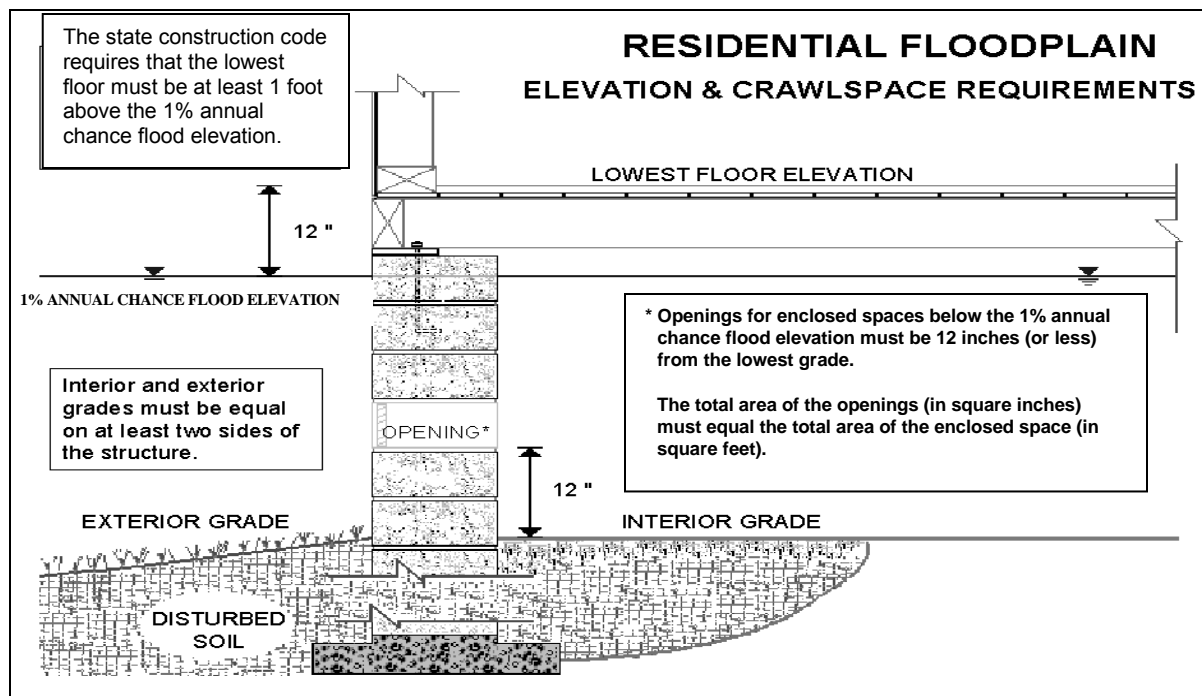 The state construction code
requires that the lowest
floor must be at least 1 foot
above the 1% annual
chance flood elevation.
RESIDENTIAL FLOODPLAIN
ELEVATION & CRAWLSPACE REQUIREMENTS
LOWEST FLOOR ELEVATION
12 "
1% ANNUAL CHANCE FLOOD ELEVATION
* Openings for enclosed spaces below the 1% annual
chance flood elevation must be 12 inches (or less)
from the lowest grade.
The total area of the openings (in square inches)
must equal the total area of the enclosed space (in
square feet).
Interior and exterior
grades must be equal
on at least two sides of
the structure.
OPENING*
12 "
EXTERIOR GRADE
INTERIOR GRADE
DISTURBED
SOIL